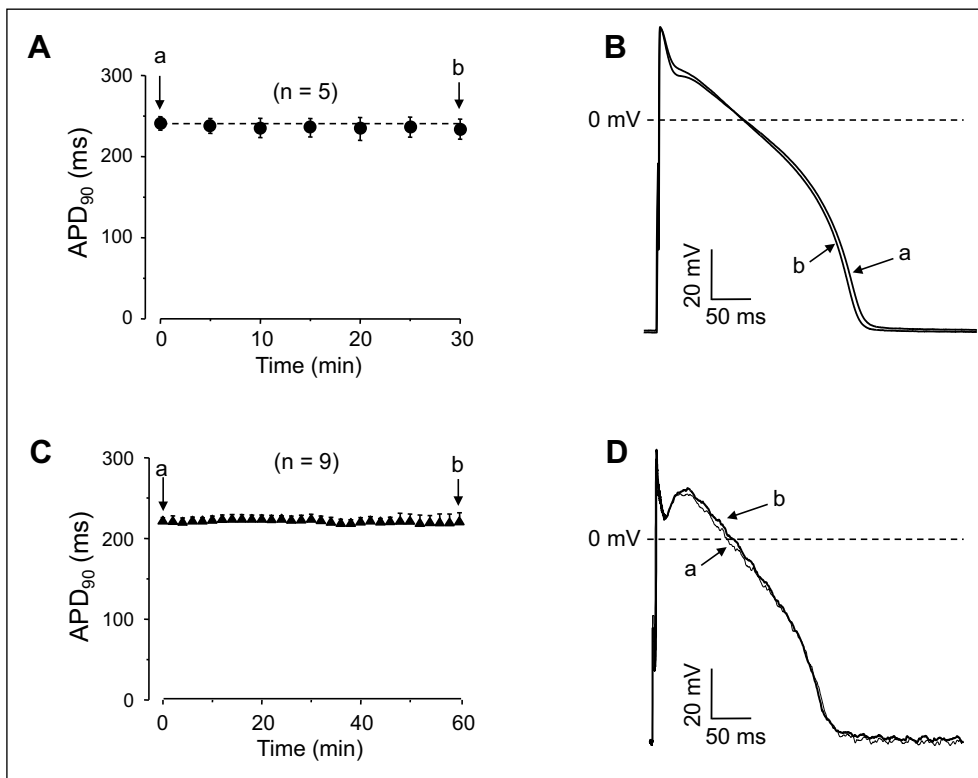 A
a
b
300
(n = 5)
200
100
0
APD90 (ms)
0
10
20
30
Time (min)
B
0 mV
b
a
20 mV
50 ms
C
300
a
(n = 9)
b
200
100
0
APD90 (ms)
0
20
40
60
Time (min)
D
b
0 mV
a
20 mV
50 ms